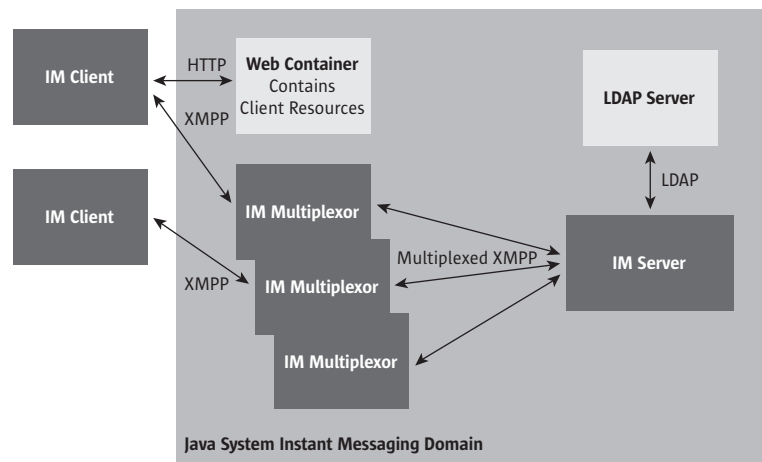 IM Client
HTTP
Web Container
Contains
Client Resources
LDAP Server
XMPP
LDAP
IM Client
IM Multiplexor
Multiplexed XMPP
IM Server
XMPP
IM Multiplexor
IM Multiplexor
Java System Instant Messaging Domain